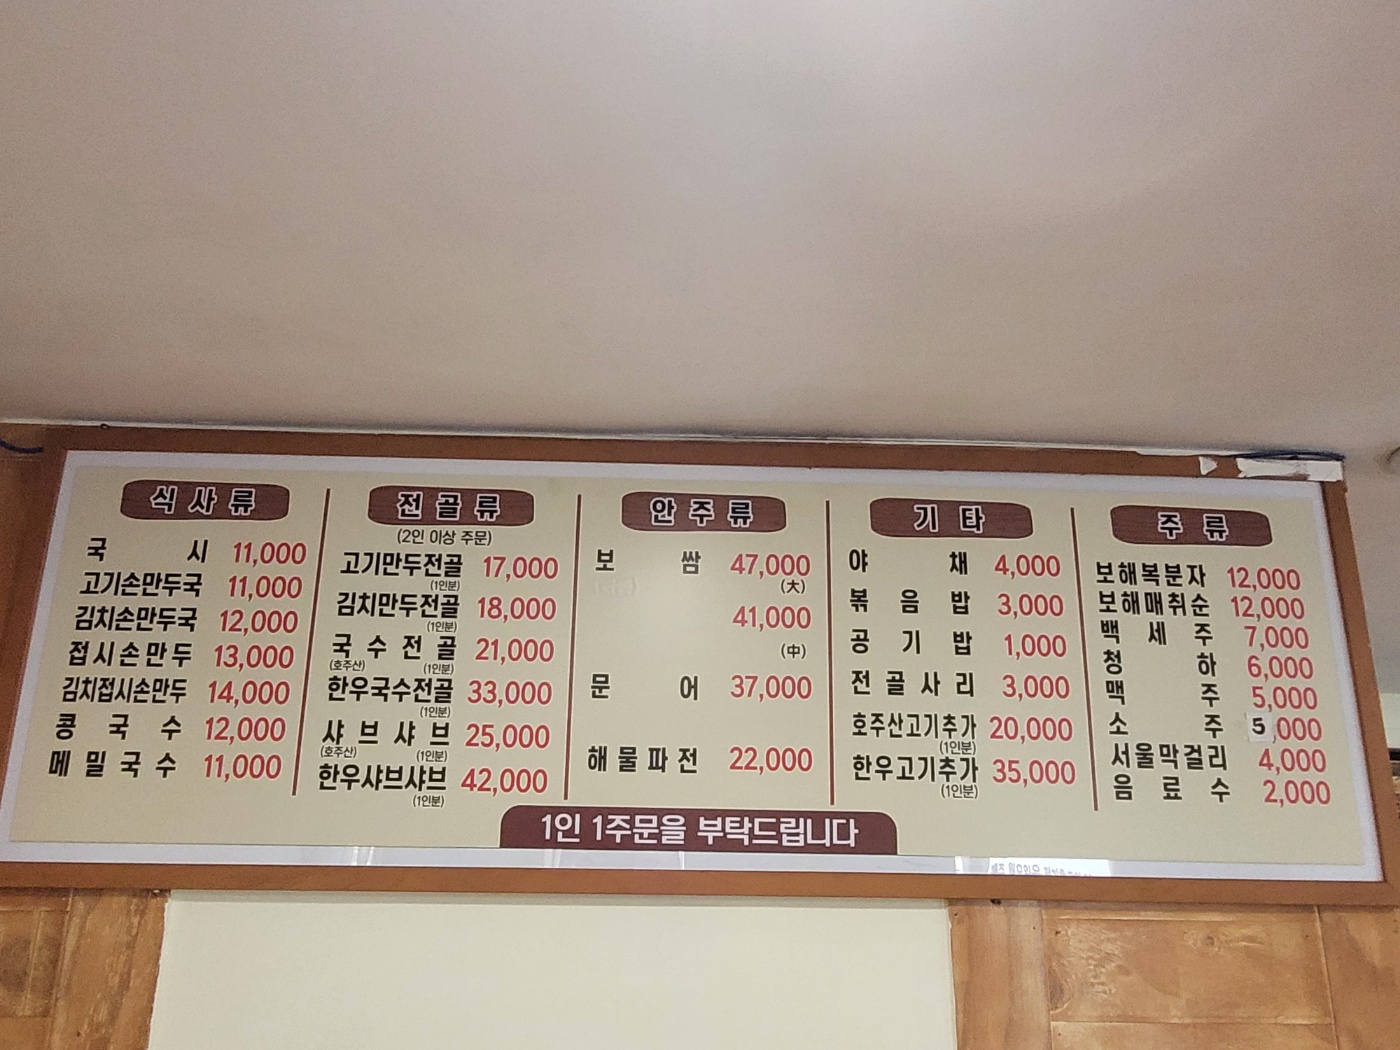 식사류
국시 11,000
고기손만두국 11,000
김치손만두국 12,000
접시손만두 13,000
김치접시손만두 14,000
콩국수 12,000
메밀국수 11,000
전골류
(2인 이상 주문)
고기만두전골 17,000
(1인분)
김치만두전골 18,000
(1인분)
국수전골 21,000
(호주산) (1인분)
한우국수전골 33,000
(1인분)
샤브샤브 25,000
(호주산) (1인분)
한우샤브샤브 42,000
(1인분)
안주류
보쌈 47,000
(大)
41,000
(中)
문어 37,000
해물파전 22,000
기타
야채 4,000
볶음밥 3,000
공기밥 1,000
전골사리 3,000
호주산고기추가 20,000
(1인분)
한우고기추가 35,000
(1인분)
주류
보해복분자 12,000
보해매취순 12,000
백세주 7,000
청하 6,000
맥주 5,000
소주 5,000
서울막걸리 4,000
음료수 2,000
1인 1주문을 부탁드립니다